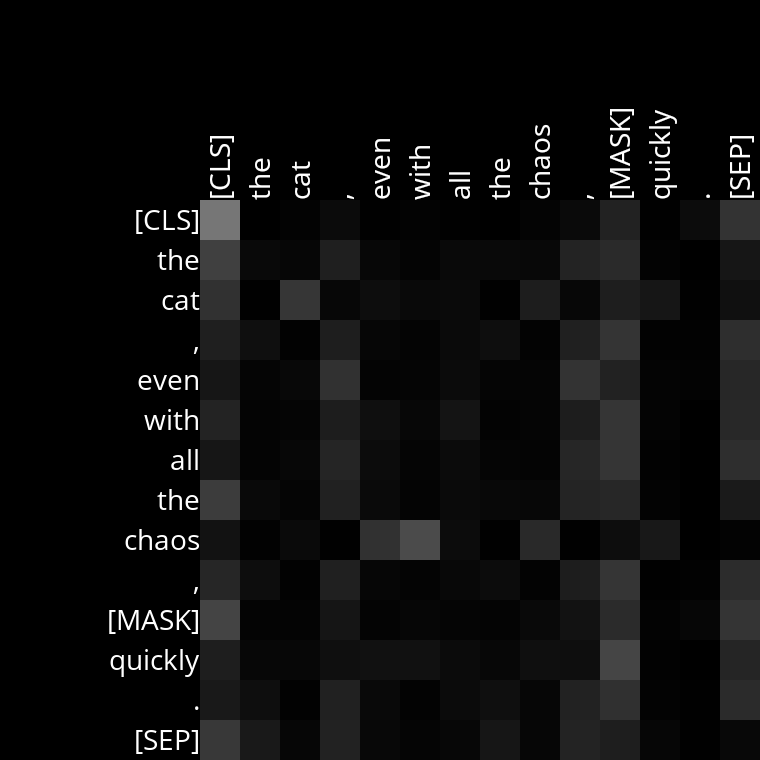 [CLS] the cat , even with all the chaos , [MASK] quickly . [SEP]
[CLS]
the
cat
,
even
with
all
the
chaos
,
[MASK]
quickly
.
[SEP]